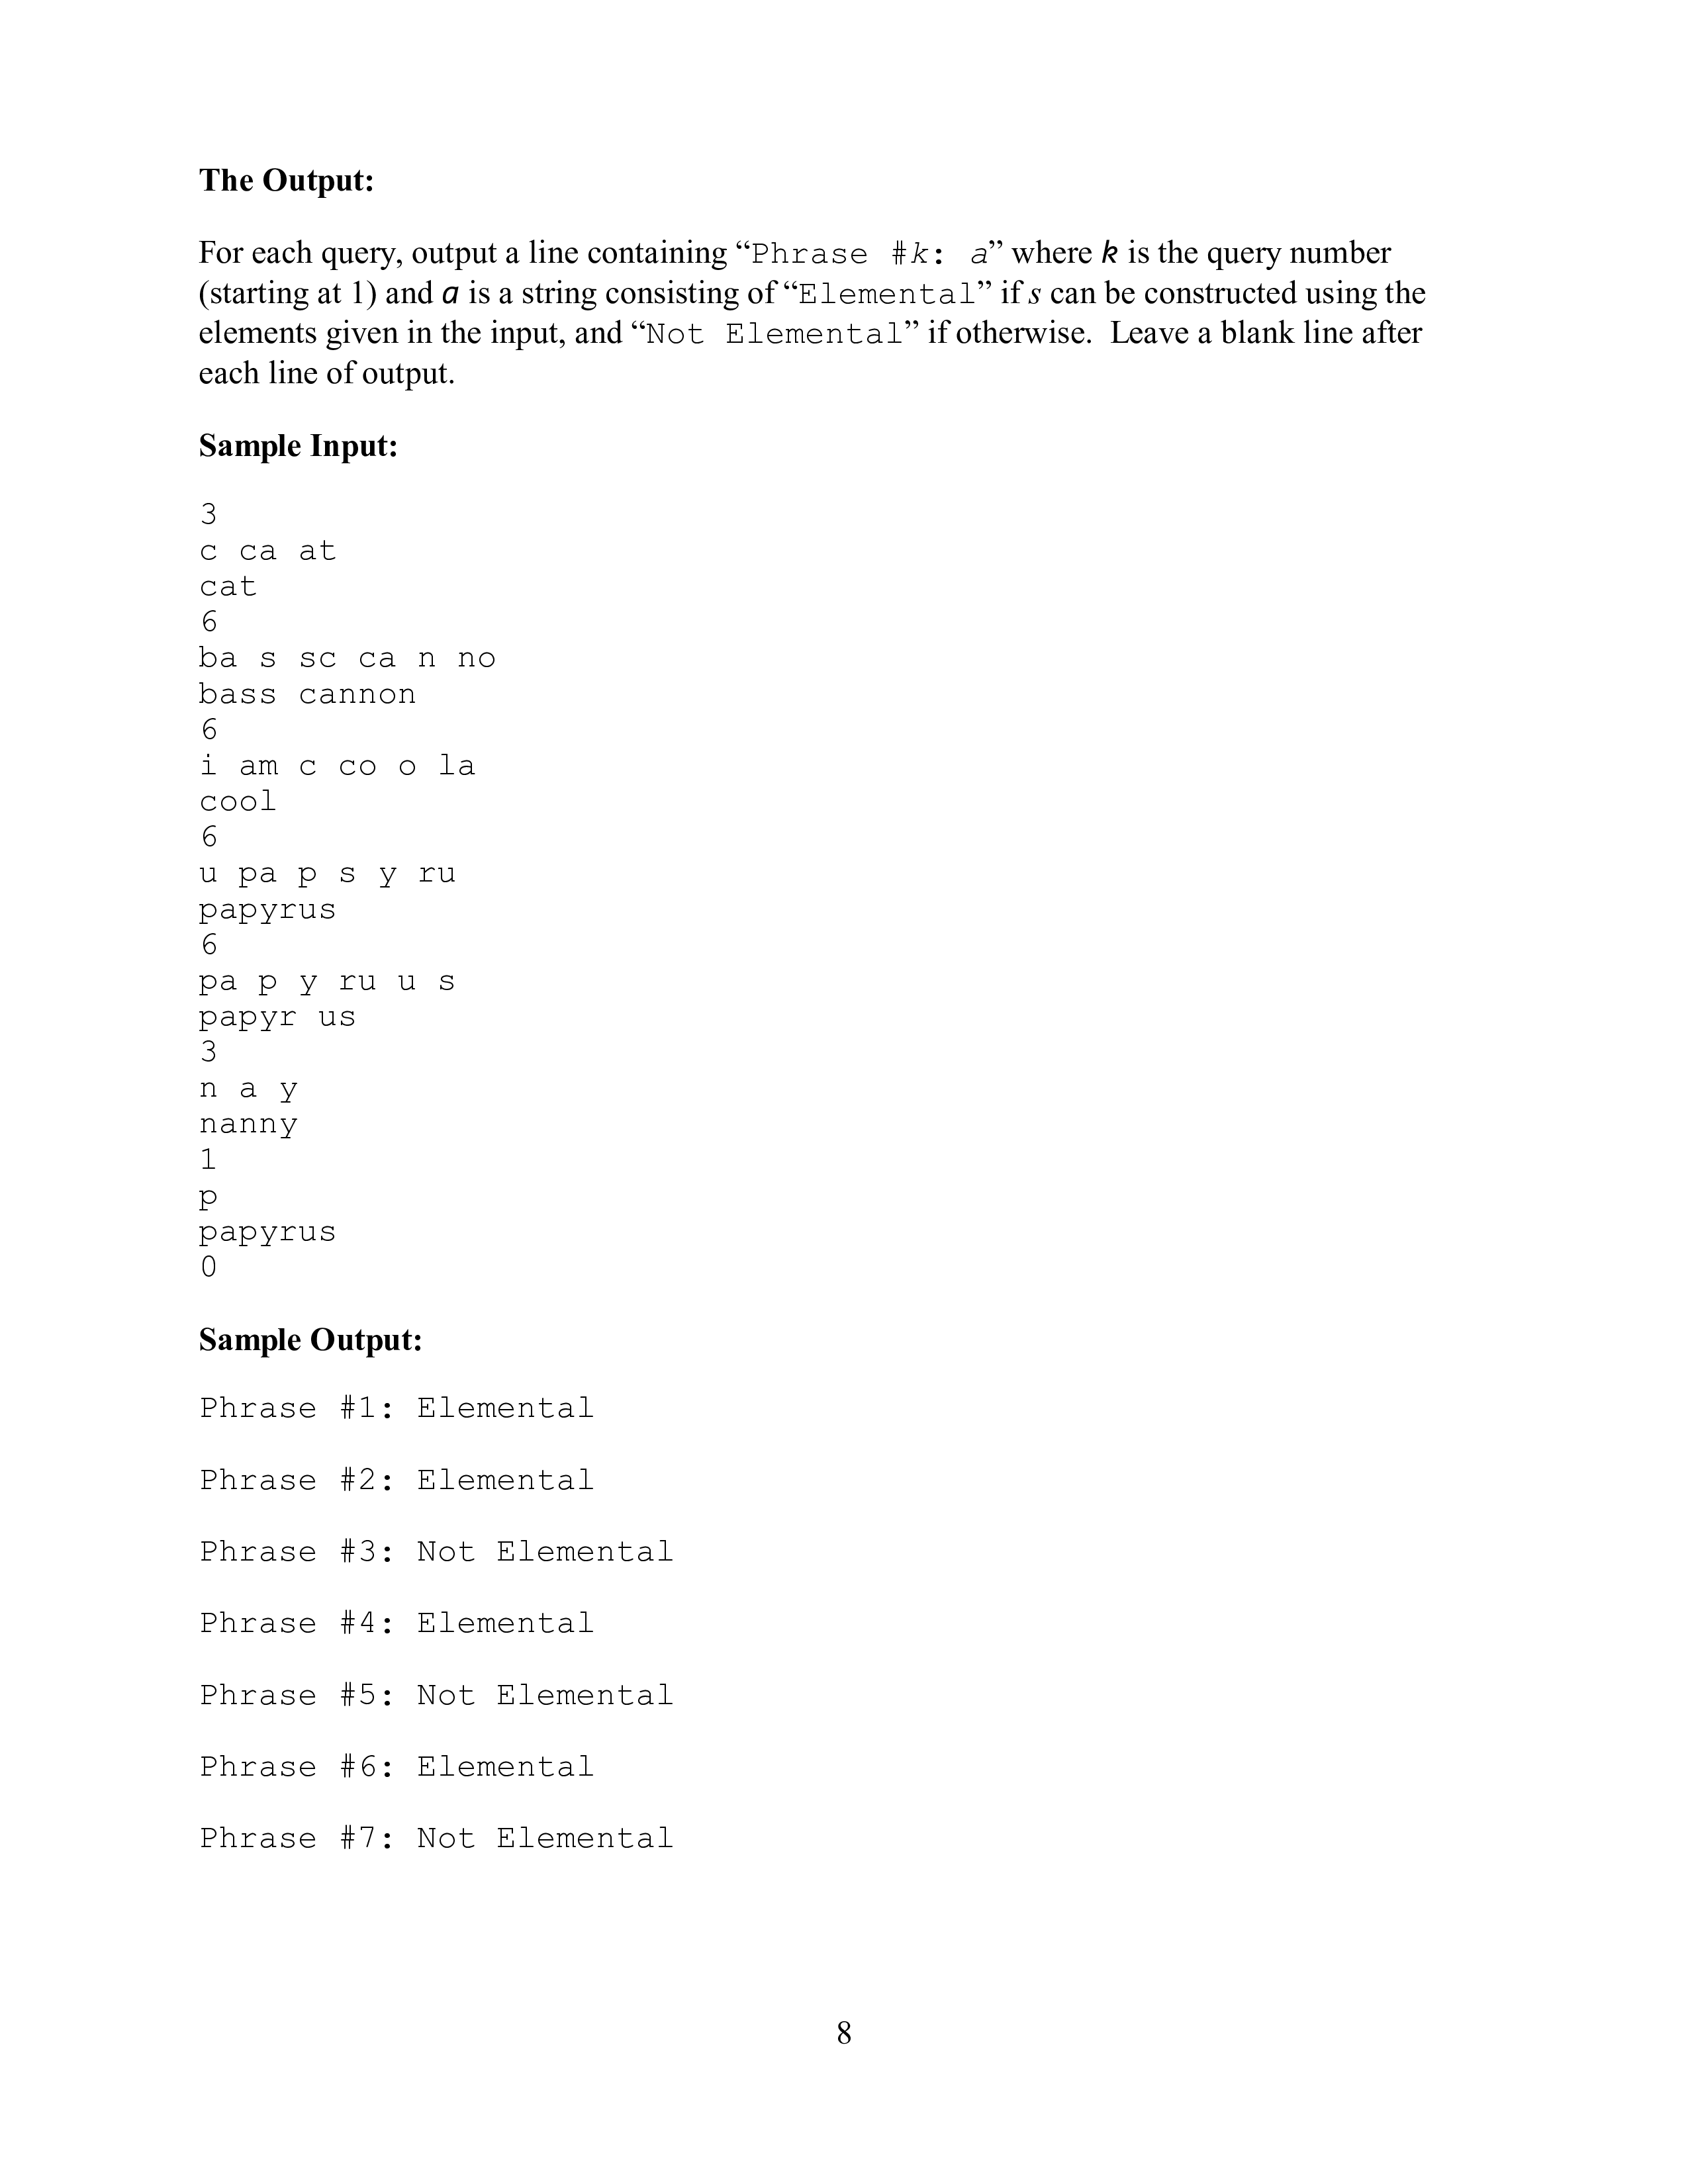 The Output:
For each query, output a line containing “Phrase #k: a” where k is the query number
(starting at 1) and a is a string consisting of “Elemental” if s can be constructed using the
elements given in the input, and “Not Elemental” if otherwise.  Leave a blank line after
each line of output.
Sample Input:
3
c ca at
cat
6
ba s sc ca n no
bass cannon
6
i am c co o la
cool
6
u pa p s y ru
papyrus
6
pa p y ru u s
papyr us
3
n a y
nanny
1
p
papyrus
0
Sample Output:
Phrase #1: Elemental
Phrase #2: Elemental
Phrase #3: Not Elemental
Phrase #4: Elemental
Phrase #5: Not Elemental
Phrase #6: Elemental
Phrase #7: Not Elemental
8